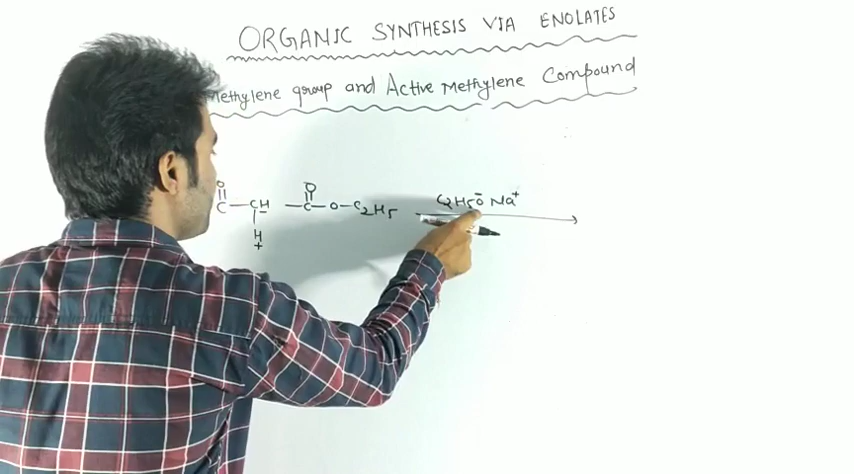 ORGANIC SYNTHESIS VIA ENOLATES
Methylene group and Active Methylene Compound
O O
|| ||
C — CH — C — O — C2H5 C2H5O⁻ Na⁺
|
H
+